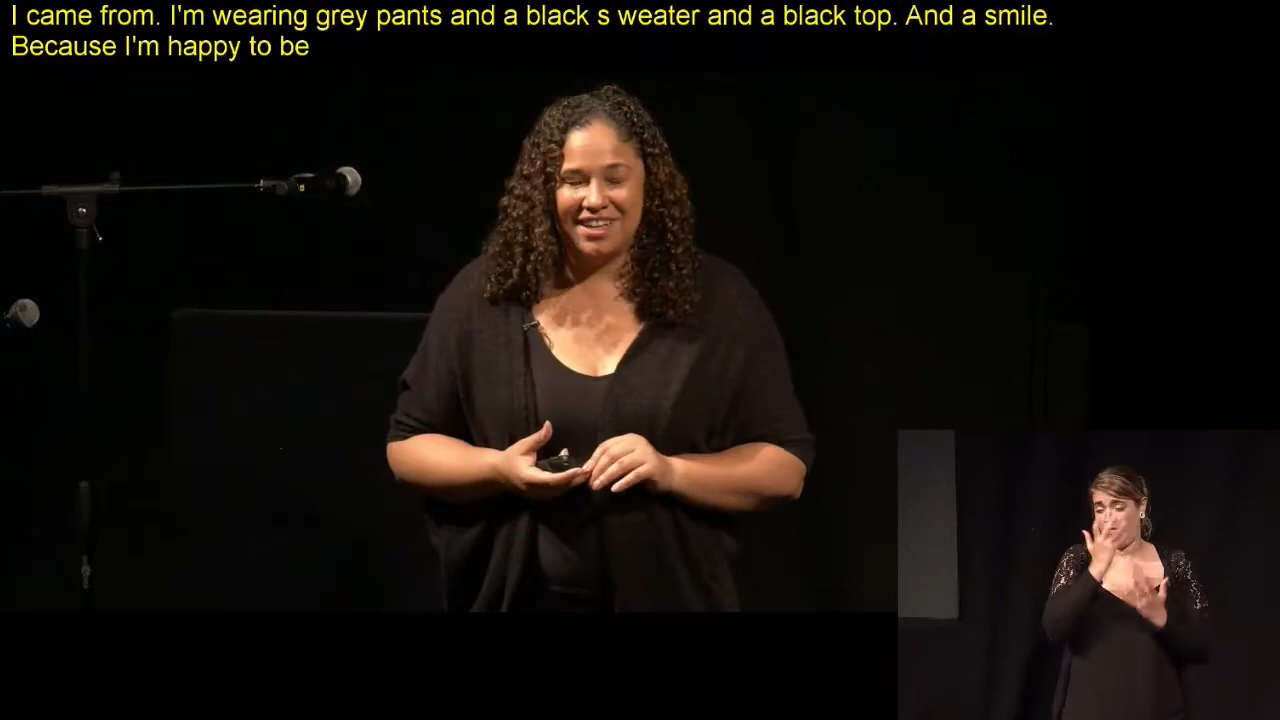 I came from. I'm wearing grey pants and a black s weater and a black top. And a smile.
Because I'm happy to be